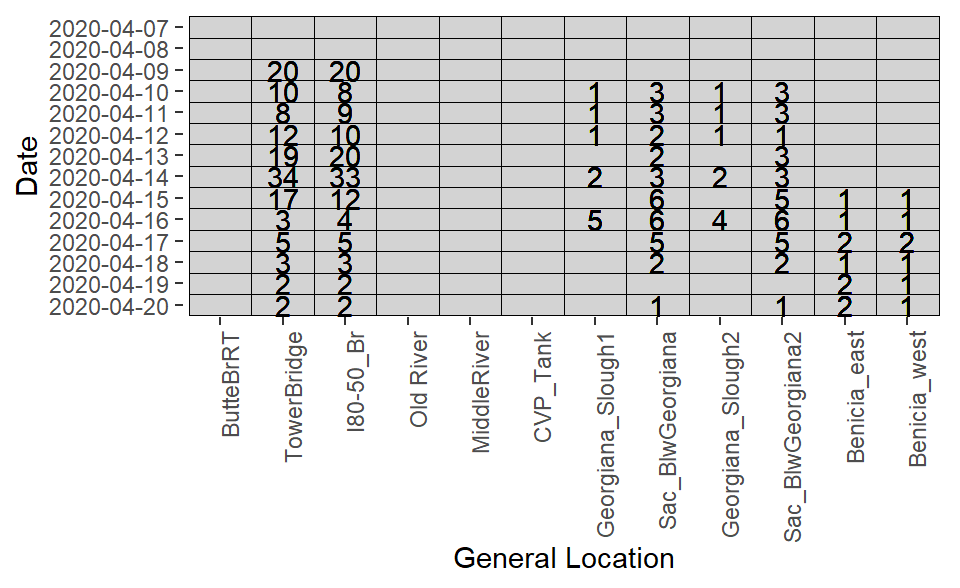 2020-04-07
2020-04-08
2020-04-09 20 20
2020-04-10 10 8 1 3 1 3
2020-04-11 8 9 1 3 1 3
2020-04-12 12 10 1 2 1 1
2020-04-13 19 20 2 3
2020-04-14 34 33 2 3 2 3
2020-04-15 17 12 6 5 1 1
2020-04-16 3 4 5 6 4 6 1 1
2020-04-17 5 5 5 5 2 2
2020-04-18 3 3 2 2 1 1
2020-04-19 2 2 2 1
2020-04-20 2 2 1 1 2 1
Date
ButteBrRT
TowerBridge
I80-50_Br
Old River
MiddleRiver
CVP_Tank
Georgiana_Slough1
Sac_BlwGeorgiana
Georgiana_Slough2
Sac_BlwGeorgiana2
Benicia_east
Benicia_west
General Location